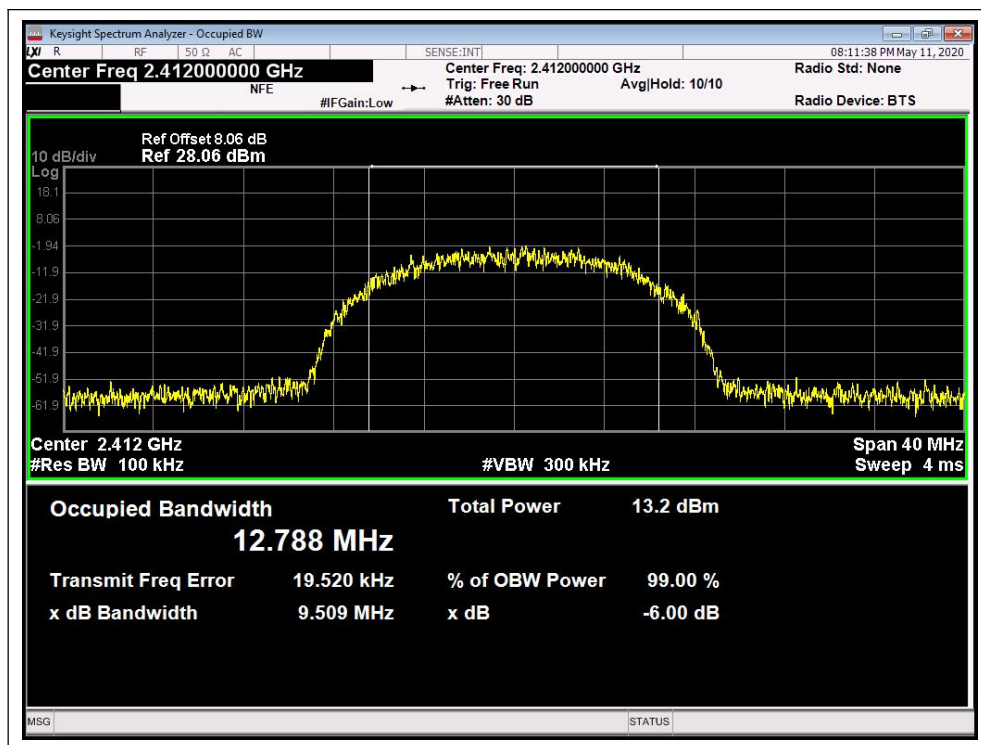 Keysight Spectrum Analyzer - Occupied BW
LXI R RF 50 Ω AC SENSE:INT 08:11:38 PM May 11, 2020
Center Freq 2.412000000 GHz Center Freq: 2.412000000 GHz Radio Std: None
NFE Trig: Free Run Avg|Hold: 10/10
#IFGain:Low #Atten: 30 dB Radio Device: BTS
Ref Offset 8.06 dB
10 dB/div Ref 28.06 dBm
Log
18.1
8.06
-1.94
-11.9
-21.9
-31.9
-41.9
-51.9
-61.9
Center 2.412 GHz Span 40 MHz
#Res BW 100 kHz #VBW 300 kHz Sweep 4 ms
Occupied Bandwidth Total Power 13.2 dBm
12.788 MHz
Transmit Freq Error 19.520 kHz % of OBW Power 99.00 %
x dB Bandwidth 9.509 MHz x dB -6.00 dB
MSG STATUS